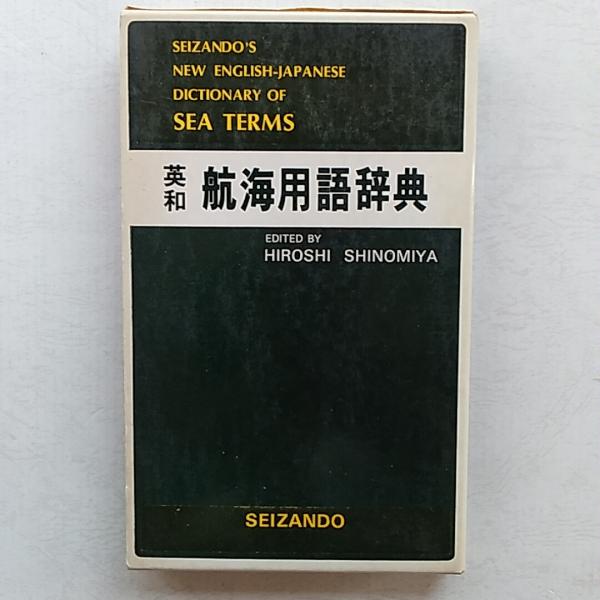 SEIZANDO'S
NEW ENGLISH-JAPANESE
DICTIONARY OF
SEA TERMS
英和 航海用語辞典
EDITED BY
HIROSHI SHINOMIYA
SEIZANDO